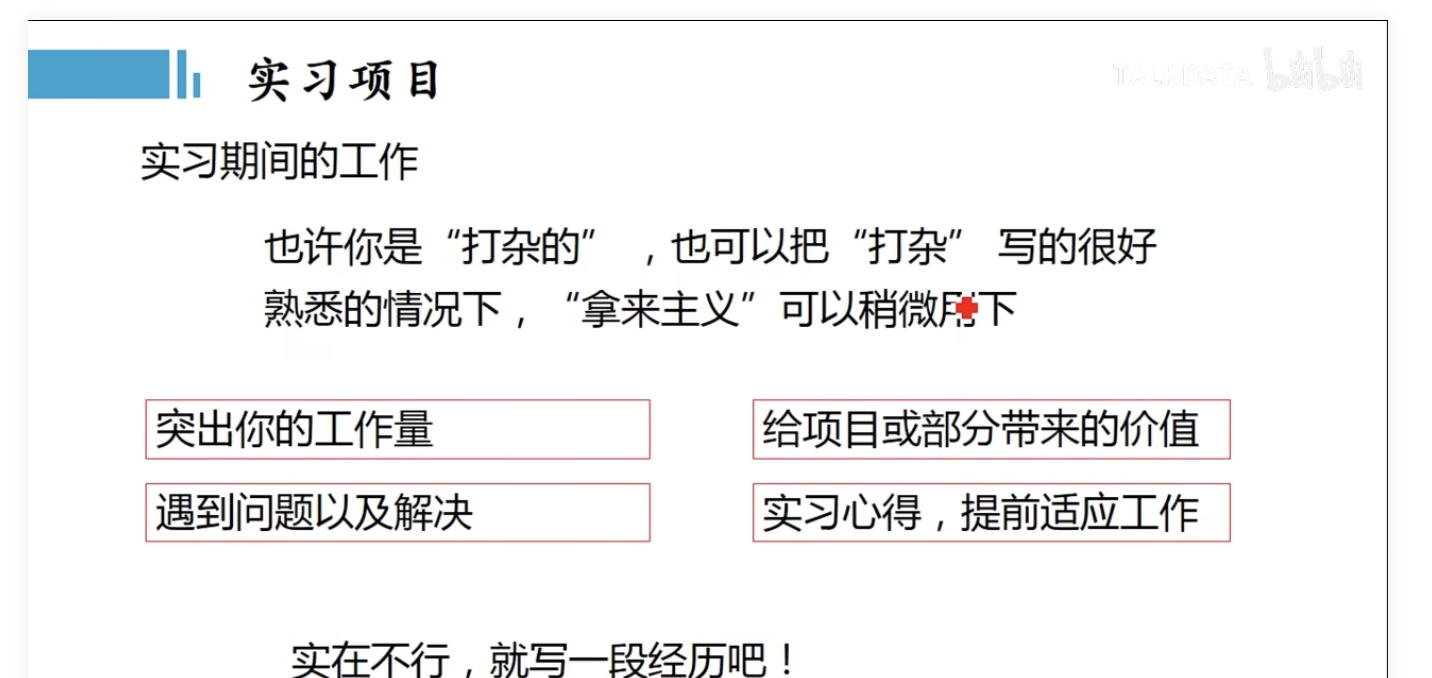 实习项目
TALKDATA bilibili
实习期间的工作
也许你是“打杂的”，也可以把“打杂” 写的很好
熟悉的情况下，“拿来主义”可以稍微用下
突出你的工作量
给项目或部分带来的价值
遇到问题以及解决
实习心得，提前适应工作
实在不行，就写一段经历吧！